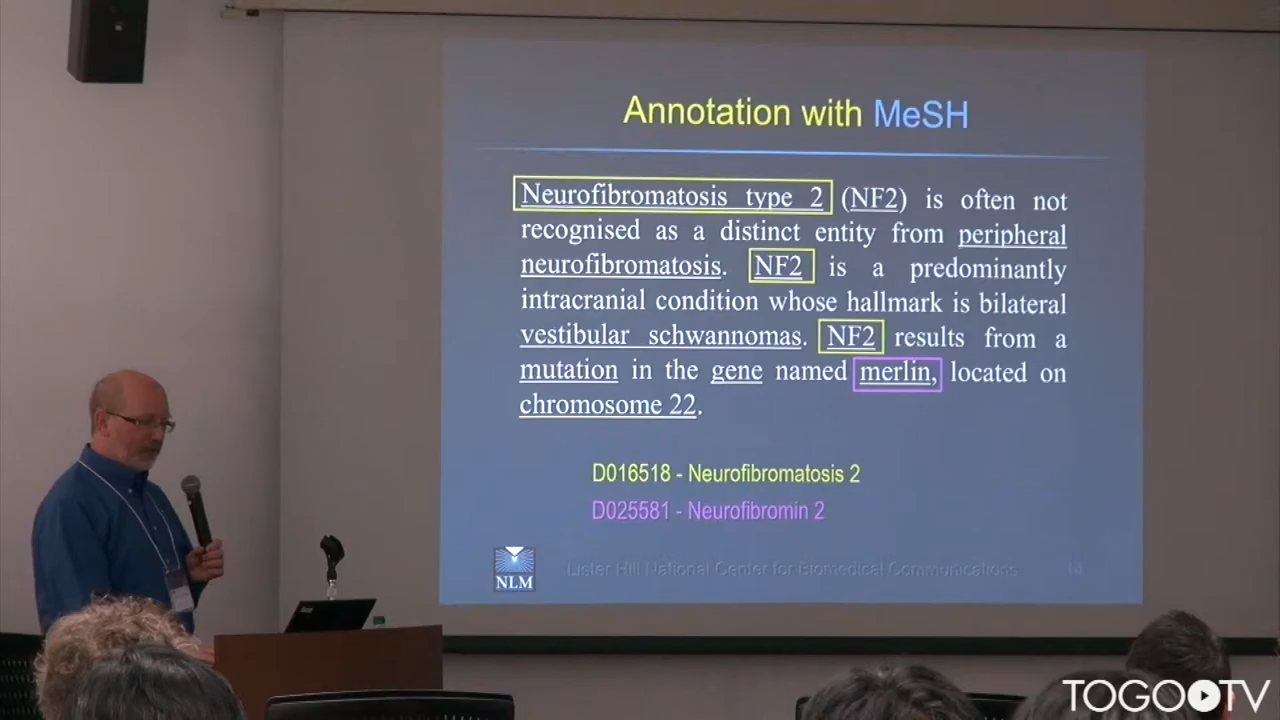 Annotation with MeSH
Neurofibromatosis type 2 (NF2) is often not
recognised as a distinct entity from peripheral
neurofibromatosis. NF2 is a predominantly
intracranial condition whose hallmark is bilateral
vestibular schwannomas. NF2 results from a
mutation in the gene named merlin, located on
chromosome 22.
D016518 - Neurofibromatosis 2
D025581 - Neurofibromin 2
NLM
Lister Hill National Center for Biomedical Communications 14
TOGOTV